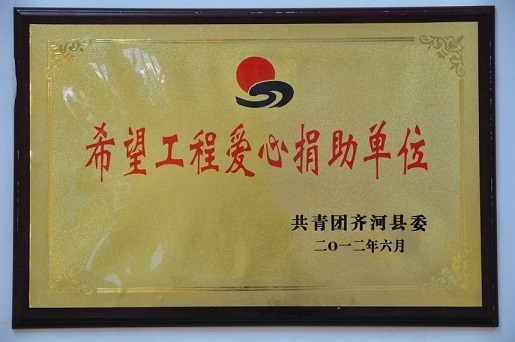 希望工程爱心捐助单位
共青团齐河县委
二〇一二年六月